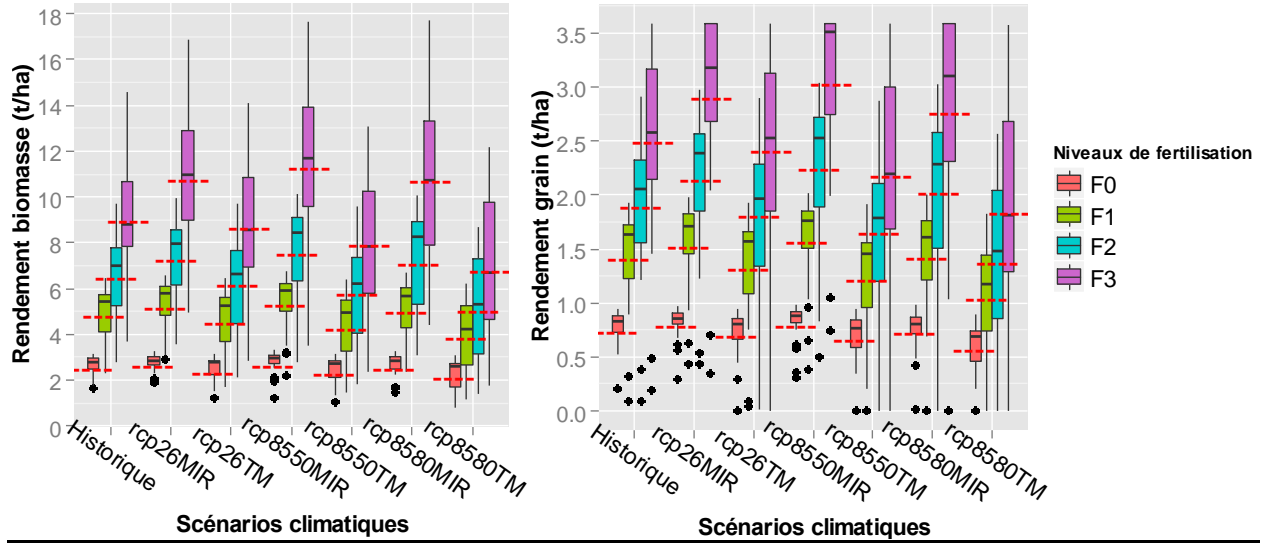 Rendement biomasse (t/ha)
18
16
14
12
10
8
6
4
2
0
Historique
rcp26MIR
rcp26TM
rcp8550MIR
rcp8550TM
rcp8580MIR
rcp8580TM
Scénarios climatiques
Rendement grain (t/ha)
3.5
3.0
2.5
2.0
1.5
1.0
0.5
0.0
Historique
rcp26MIR
rcp26TM
rcp8550MIR
rcp8550TM
rcp8580MIR
rcp8580TM
Scénarios climatiques
Niveaux de fertilisation
F0
F1
F2
F3